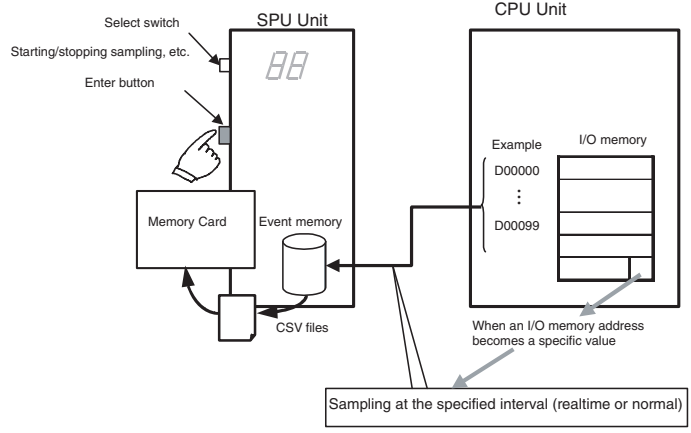 CPU Unit
SPU Unit
Select switch
Starting/stopping sampling, etc.
Enter button
Example
I/O memory
D00000
D00099
Memory Card
Event memory
CSV files
When an I/O memory address
becomes a specific value
Sampling at the specified interval (realtime or normal)